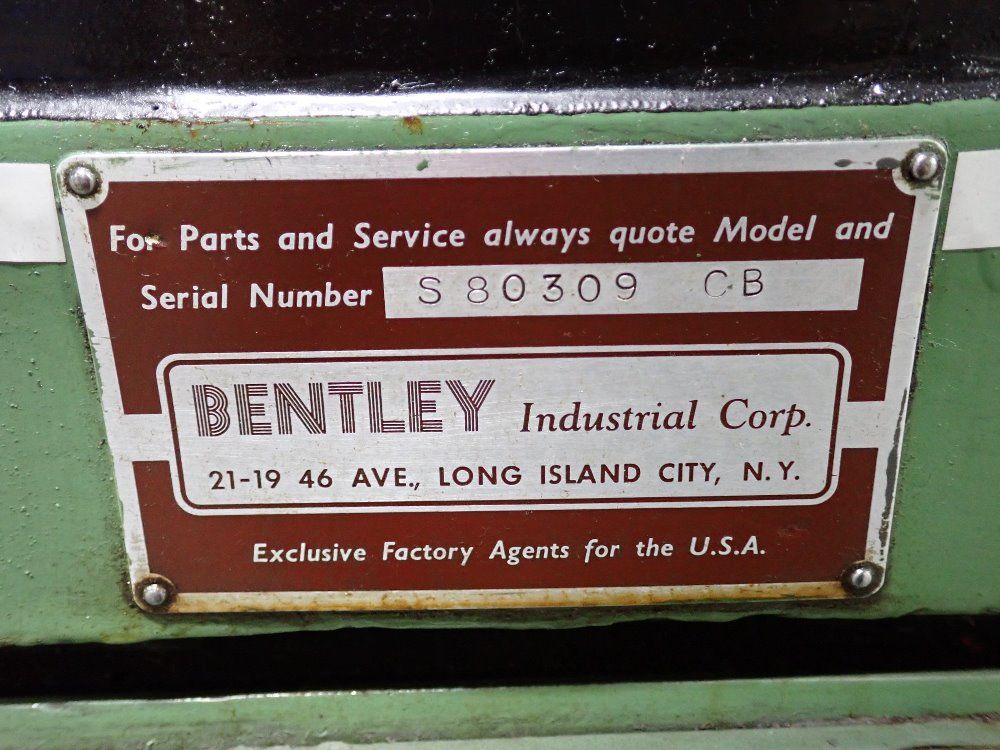 For Parts and Service always quote Model and
Serial Number S 80309 CB
BENTLEY Industrial Corp.
21-19 46 AVE., LONG ISLAND CITY, N.Y.
Exclusive Factory Agents for the U.S.A.